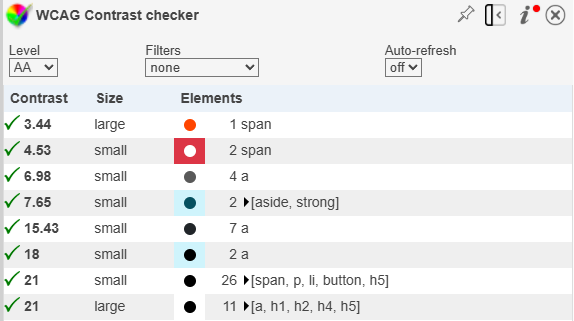 WCAG Contrast checker
Level Filters Auto-refresh
AA none off
Contrast Size Elements
3.44 large 1 span
4.53 small 2 span
6.98 small 4 a
7.65 small 2 [aside, strong]
15.43 small 7 a
18 small 2 a
21 small 26 [span, p, li, button, h5]
21 large 11 [a, h1, h2, h4, h5]